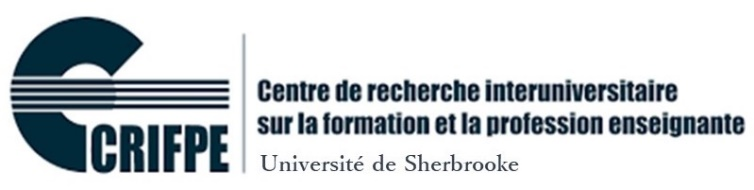 CRIFPE
Centre de recherche interuniversitaire
sur la formation et la profession enseignante
Université de Sherbrooke